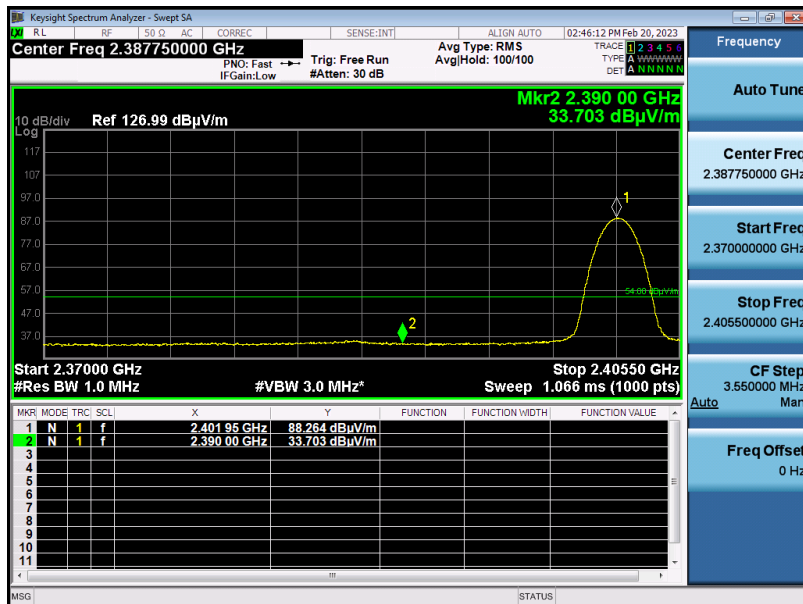 Keysight Spectrum Analyzer - Swept SA
LXI RL RF 50 Ω AC CORREC SENSE:INT ALIGN AUTO 02:46:12 PM Feb 20, 2023
Center Freq 2.387750000 GHz
PNO: Fast
IFGain:Low
Trig: Free Run
#Atten: 30 dB
Avg Type: RMS
Avg|Hold: 100/100
TRACE 1 2 3 4 5 6
TYPE A WWWWW
DET A N N N N N
Mkr2 2.390 00 GHz
33.703 dBµV/m
10 dB/div Ref 126.99 dBµV/m
Log
117
107
97.0
87.0
77.0
67.0
57.0
47.0
37.0
1
54.00 dBµV/m
2
Start 2.37000 GHz Stop 2.40550 GHz
#Res BW 1.0 MHz #VBW 3.0 MHz* Sweep 1.066 ms (1000 pts)
MKR MODE TRC SCL X Y FUNCTION FUNCTION WIDTH FUNCTION VALUE
1 N 1 f 2.401 95 GHz 88.264 dBµV/m
2 N 1 f 2.390 00 GHz 33.703 dBµV/m
3
4
5
6
7
8
9
10
11
MSG STATUS
Frequency
Auto Tune
Center Freq
2.387750000 GHz
Start Freq
2.370000000 GHz
Stop Freq
2.405500000 GHz
CF Step
3.550000 MHz
Auto Man
Freq Offset
0 Hz